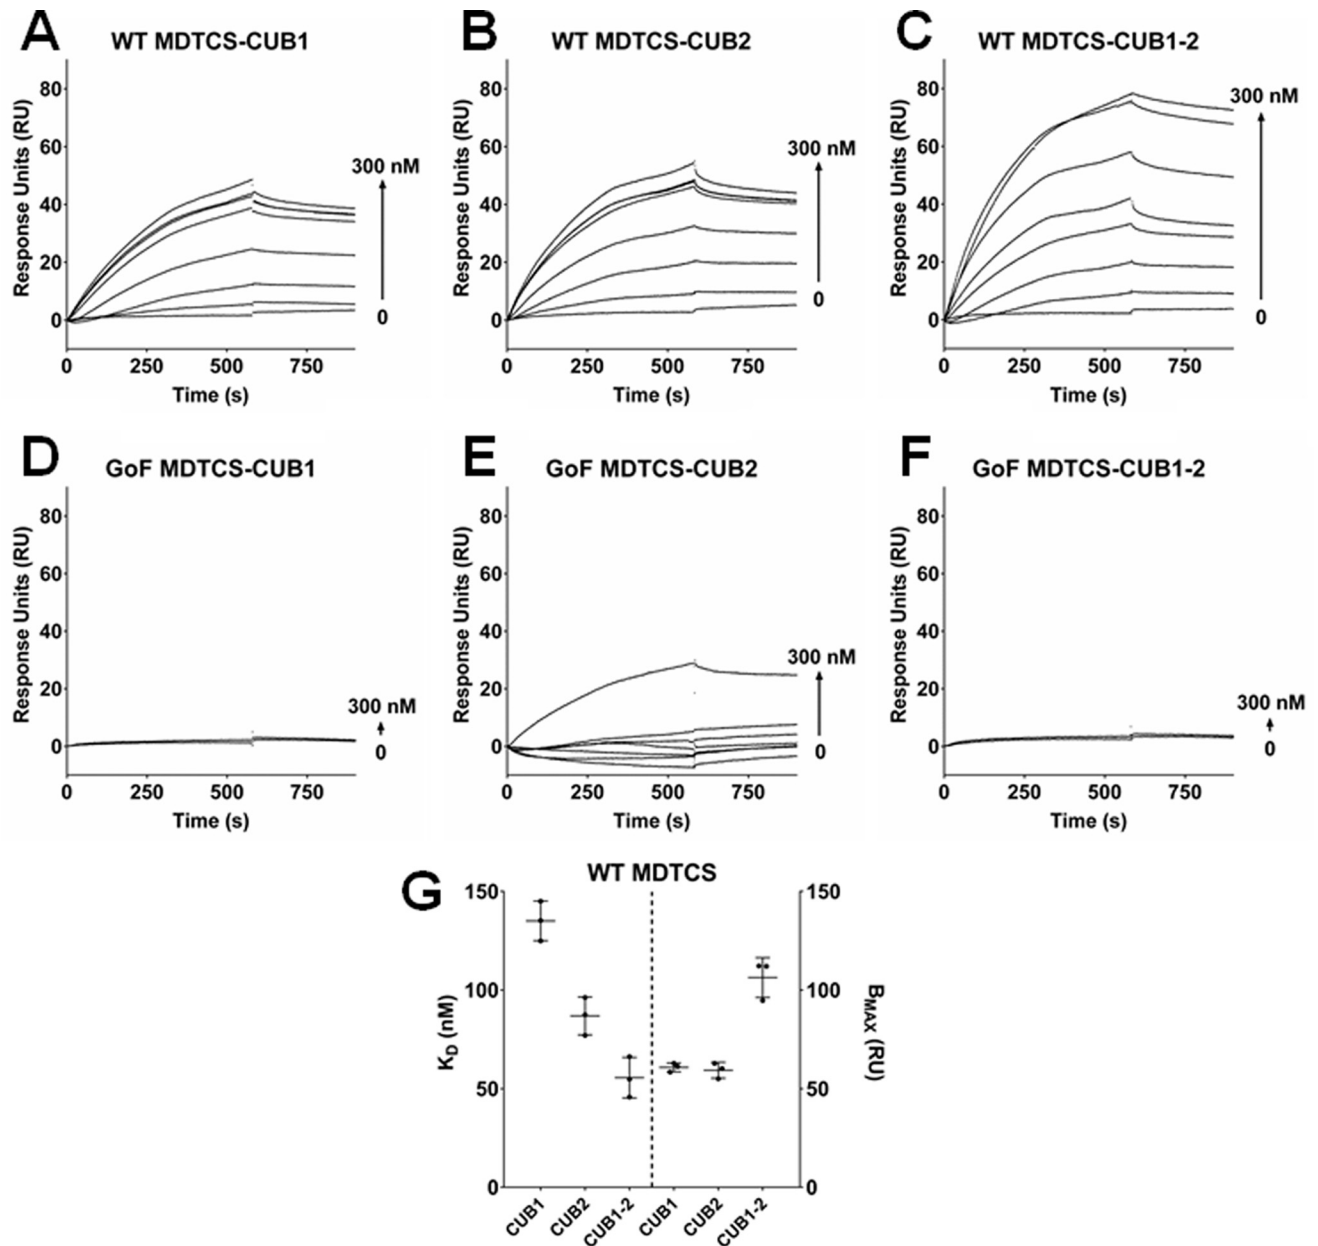 A
WT MDTCS-CUB1
Response Units (RU)
80
60
40
20
0
0 250 500 750
Time (s)
300 nM
0
B
WT MDTCS-CUB2
Response Units (RU)
80
60
40
20
0
0 250 500 750
Time (s)
300 nM
0
C
WT MDTCS-CUB1-2
Response Units (RU)
80
60
40
20
0
0 250 500 750
Time (s)
300 nM
0
D
GoF MDTCS-CUB1
Response Units (RU)
80
60
40
20
0
0 250 500 750
Time (s)
300 nM
0
E
GoF MDTCS-CUB2
Response Units (RU)
80
60
40
20
0
0 250 500 750
Time (s)
300 nM
0
F
GoF MDTCS-CUB1-2
Response Units (RU)
80
60
40
20
0
0 250 500 750
Time (s)
300 nM
0
G
WT MDTCS
K_D (nM)
150
100
50
0
150
100
50
0
B_MAX (RU)
CUB1 CUB2 CUB1-2 CUB1 CUB2 CUB1-2